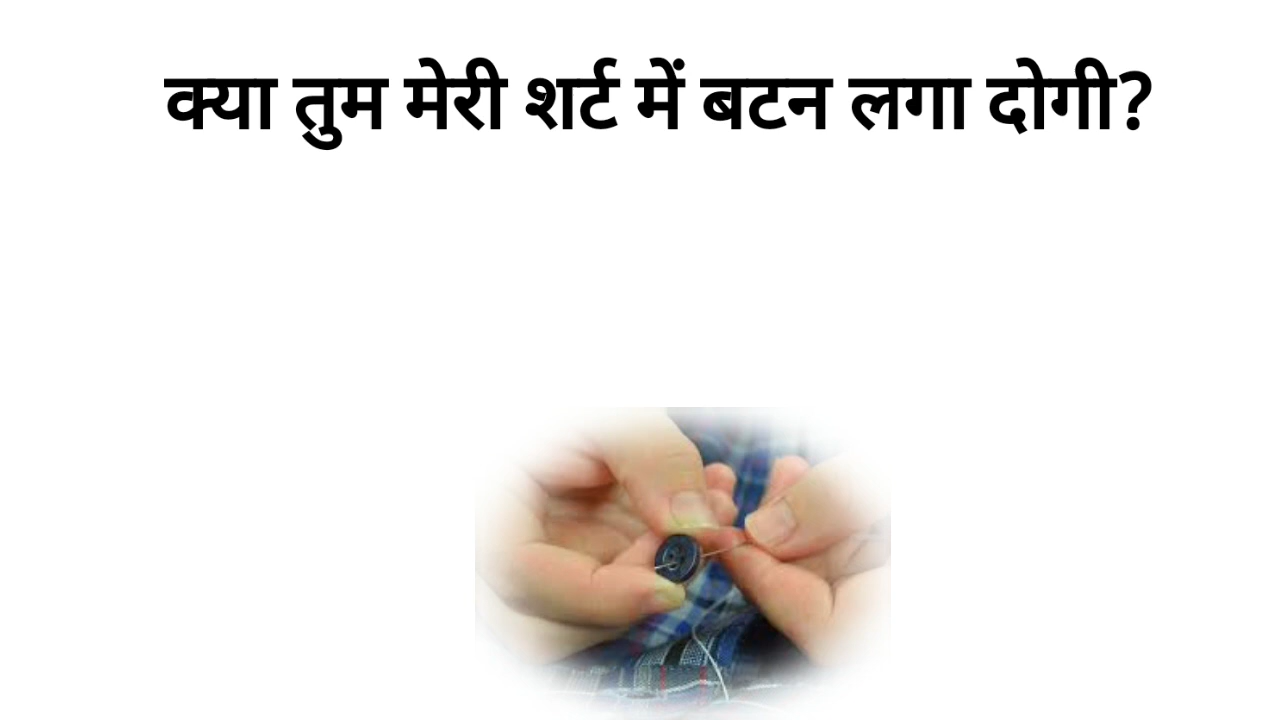 क्या तुम मेरी शर्ट में बटन लगा दोगी?